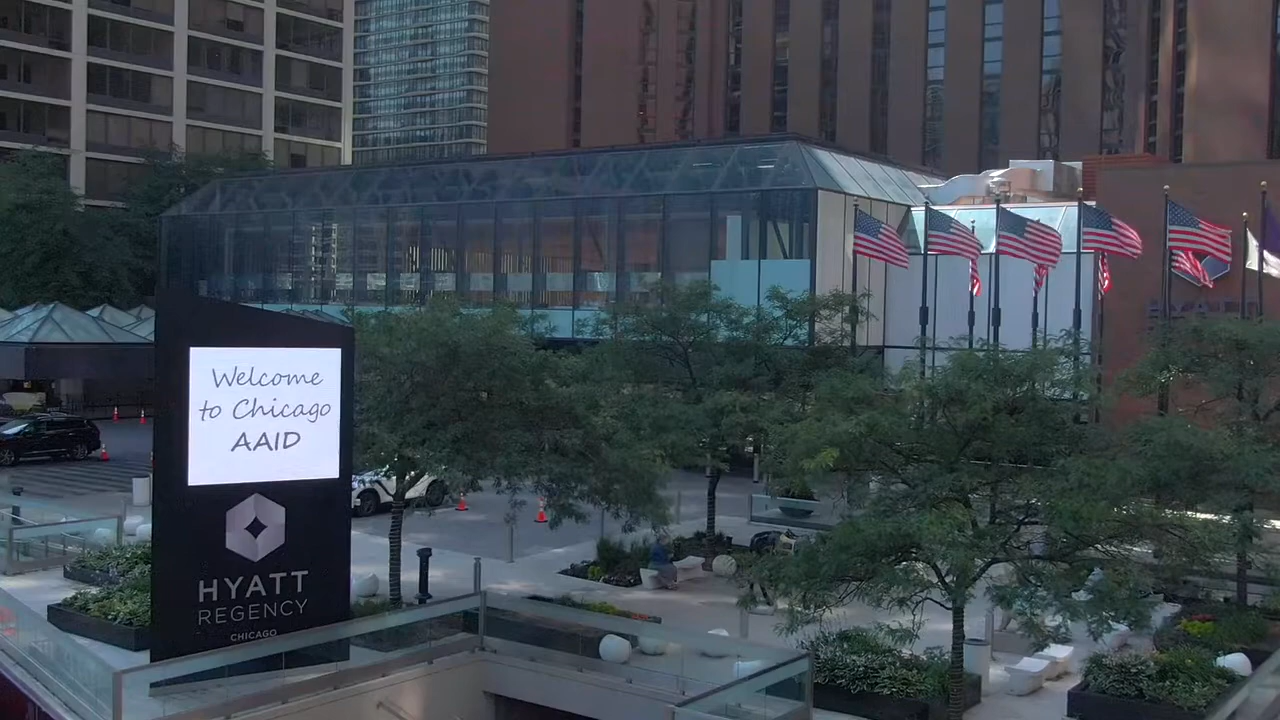 Welcome
to Chicago
AAID
HYATT
REGENCY
CHICAGO